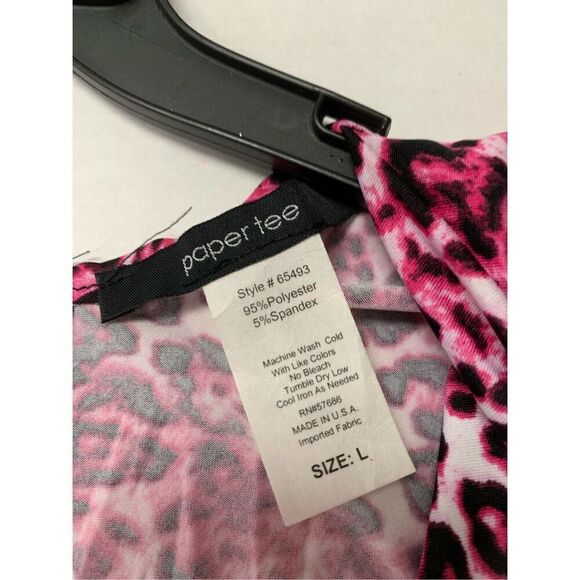 paper tee
Style # 65493
95%Polyester
5%Spandex
Machine Wash Cold
With Like Colors
No Bleach
Tumble Dry Low
Cool Iron As Needed
RN#57686
MADE IN U.S.A.
Imported Fabric
SIZE: L